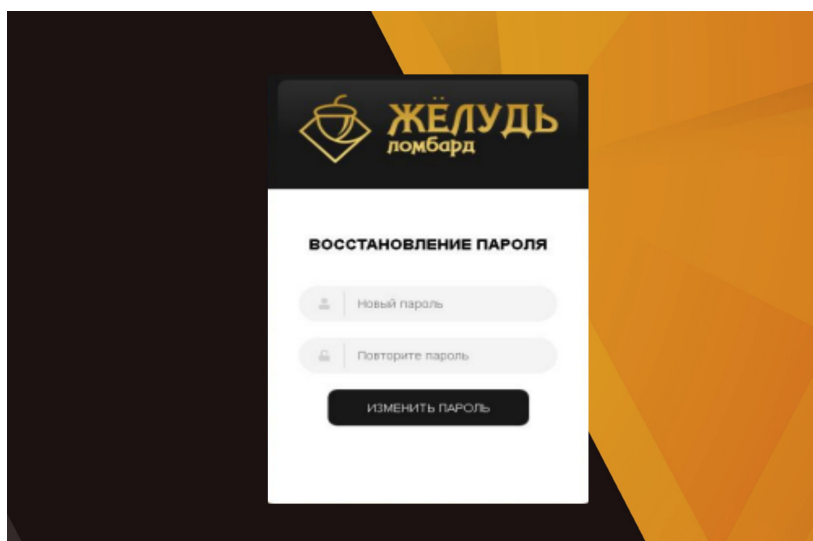 ЖЁЛУДЬ
ломбард
ВОССТАНОВЛЕНИЕ ПАРОЛЯ
Новый пароль
Повторите пароль
ИЗМЕНИТЬ ПАРОЛЬ